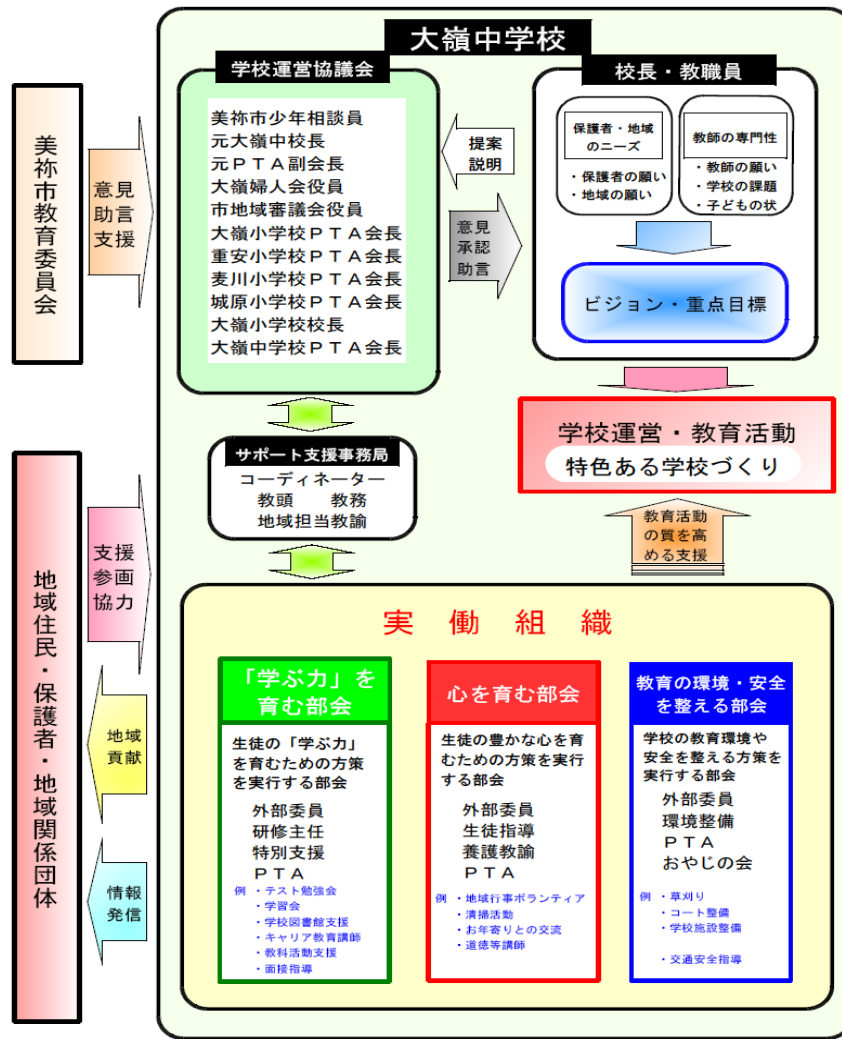 大嶺中学校
美祢市教育委員会
意見
助言
支援
学校運営協議会
美祢市少年相談員
元大嶺中校長
元ＰＴＡ副会長
大嶺婦人会役員
市地域審議会役員
大嶺小学校ＰＴＡ会長
重安小学校ＰＴＡ会長
麦川小学校ＰＴＡ会長
城原小学校ＰＴＡ会長
大嶺小学校校長
大嶺中学校ＰＴＡ会長
提案
説明
意見
承認
助言
校長・教職員
保護者・地域
のニーズ
・保護者の願い
・地域の願い
教師の専門性
・教師の願い
・学校の課題
・子どもの状
ビジョン・重点目標
学校運営・教育活動
特色ある学校づくり
サポート支援事務局
コーディネーター
教頭　　教務
地域担当教諭
教育活動
の質を高
める支援
地域住民・保護者・地域関係団体
支援
参画
協力
地域
貢献
情報
発信
実　働　組　織
「学ぶ力」を
育む部会
生徒の「学ぶ力」
を育むための方策
を実行する部会
外部委員
研修主任
特別支援
ＰＴＡ
例　・テスト勉強会
・学習会
・学校図書館支援
・キャリア教育講師
・教科活動支援
・面接指導
心を育む部会
生徒の豊かな心を育
むための方策を実行
する部会
外部委員
生徒指導
養護教諭
ＰＴＡ
例　・地域行事ボランティア
・清掃活動
・お年寄りとの交流
・道徳等講師
教育の環境・安全
を整える部会
学校の教育環境や
安全を整える方策を
実行する部会
外部委員
環境整備
ＰＴＡ
おやじの会
例　・草刈り
・コート整備
・学校施設整備
・交通安全指導